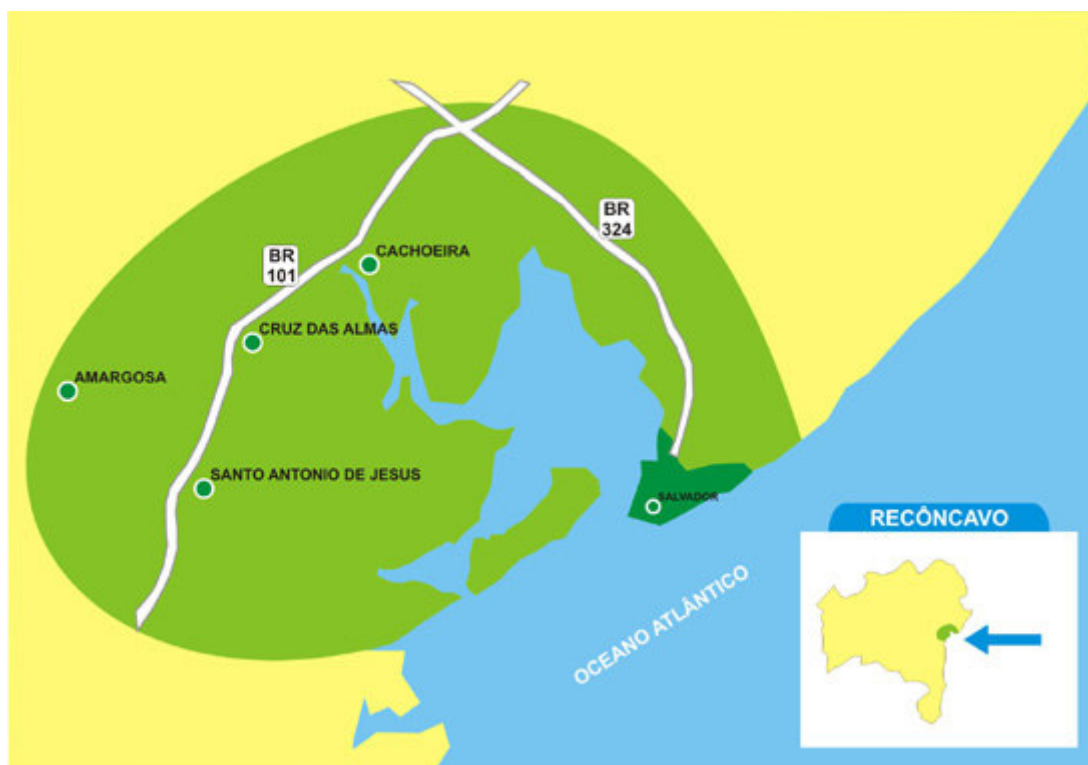 BR
324
CACHOEIRA
BR
101
CRUZ DAS ALMAS
AMARGOSA
SANTO ANTONIO DE JESUS
SALVADOR
RECÔNCAVO
OCEANO ATLÂNTICO